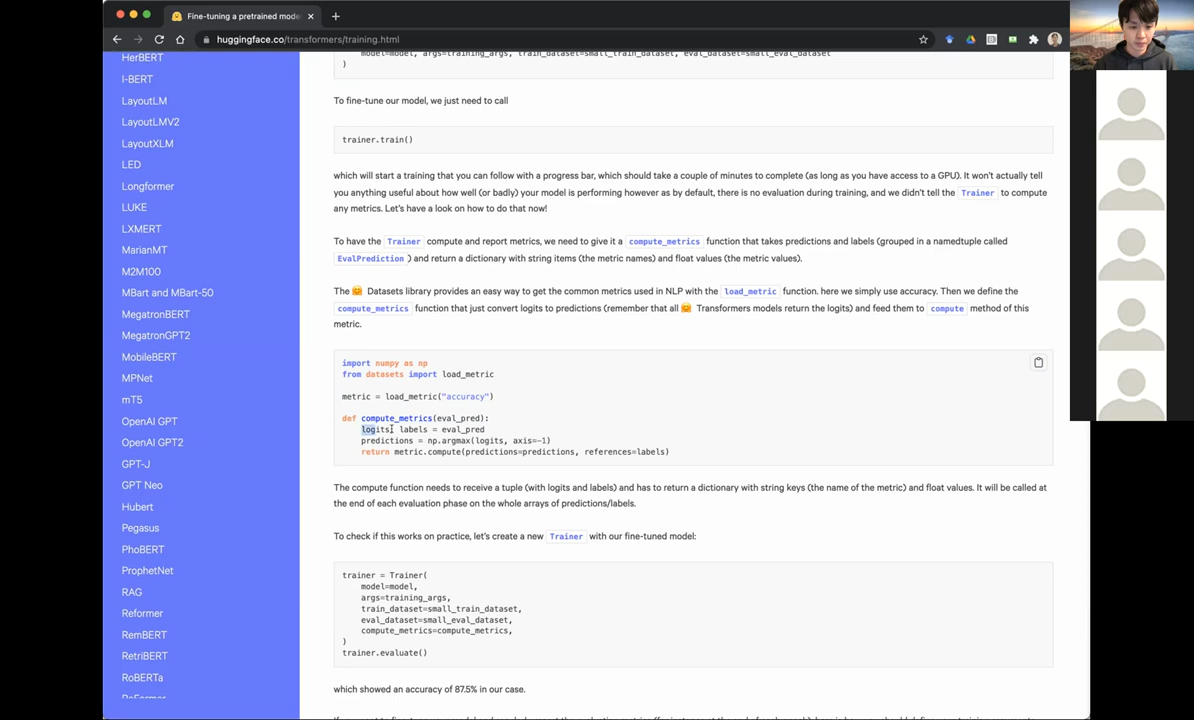 Fine-tuning a pretrained mode
huggingface.co/transformers/training.html
HerBERT
I-BERT
LayoutLM
LayoutLMV2
LayoutXLM
LED
Longformer
LUKE
LXMERT
MarianMT
M2M100
MBart and MBart-50
MegatronBERT
MegatronGPT2
MobileBERT
MPNet
mT5
OpenAI GPT
OpenAI GPT2
GPT-J
GPT Neo
Hubert
Pegasus
PhoBERT
ProphetNet
RAG
Reformer
RemBERT
RetriBERT
RoBERTa
RoFormer
model=model, args=training_args, train_dataset=small_train_dataset, eval_dataset=small_eval_dataset
)
To fine-tune our model, we just need to call
trainer.train()
which will start a training that you can follow with a progress bar, which should take a couple of minutes to complete (as long as you have access to a GPU). It won't actually tell
you anything useful about how well (or badly) your model is performing however as by default, there is no evaluation during training, and we didn't tell the Trainer to compute
any metrics. Let's have a look on how to do that now!
To have the Trainer compute and report metrics, we need to give it a compute_metrics function that takes predictions and labels (grouped in a namedtuple called
EvalPrediction ) and return a dictionary with string items (the metric names) and float values (the metric values).
The 🤗 Datasets library provides an easy way to get the common metrics used in NLP with the load_metric function. here we simply use accuracy. Then we define the
compute_metrics function that just convert logits to predictions (remember that all 🤗 Transformers models return the logits) and feed them to compute method of this
metric.
import numpy as np
from datasets import load_metric
metric = load_metric("accuracy")
def compute_metrics(eval_pred):
logits, labels = eval_pred
predictions = np.argmax(logits, axis=-1)
return metric.compute(predictions=predictions, references=labels)
The compute function needs to receive a tuple (with logits and labels) and has to return a dictionary with string keys (the name of the metric) and float values. It will be called at
the end of each evaluation phase on the whole arrays of predictions/labels.
To check if this works on practice, let's create a new Trainer with our fine-tuned model:
trainer = Trainer(
model=model,
args=training_args,
train_dataset=small_train_dataset,
eval_dataset=small_eval_dataset,
compute_metrics=compute_metrics,
)
trainer.evaluate()
which showed an accuracy of 87.5% in our case.